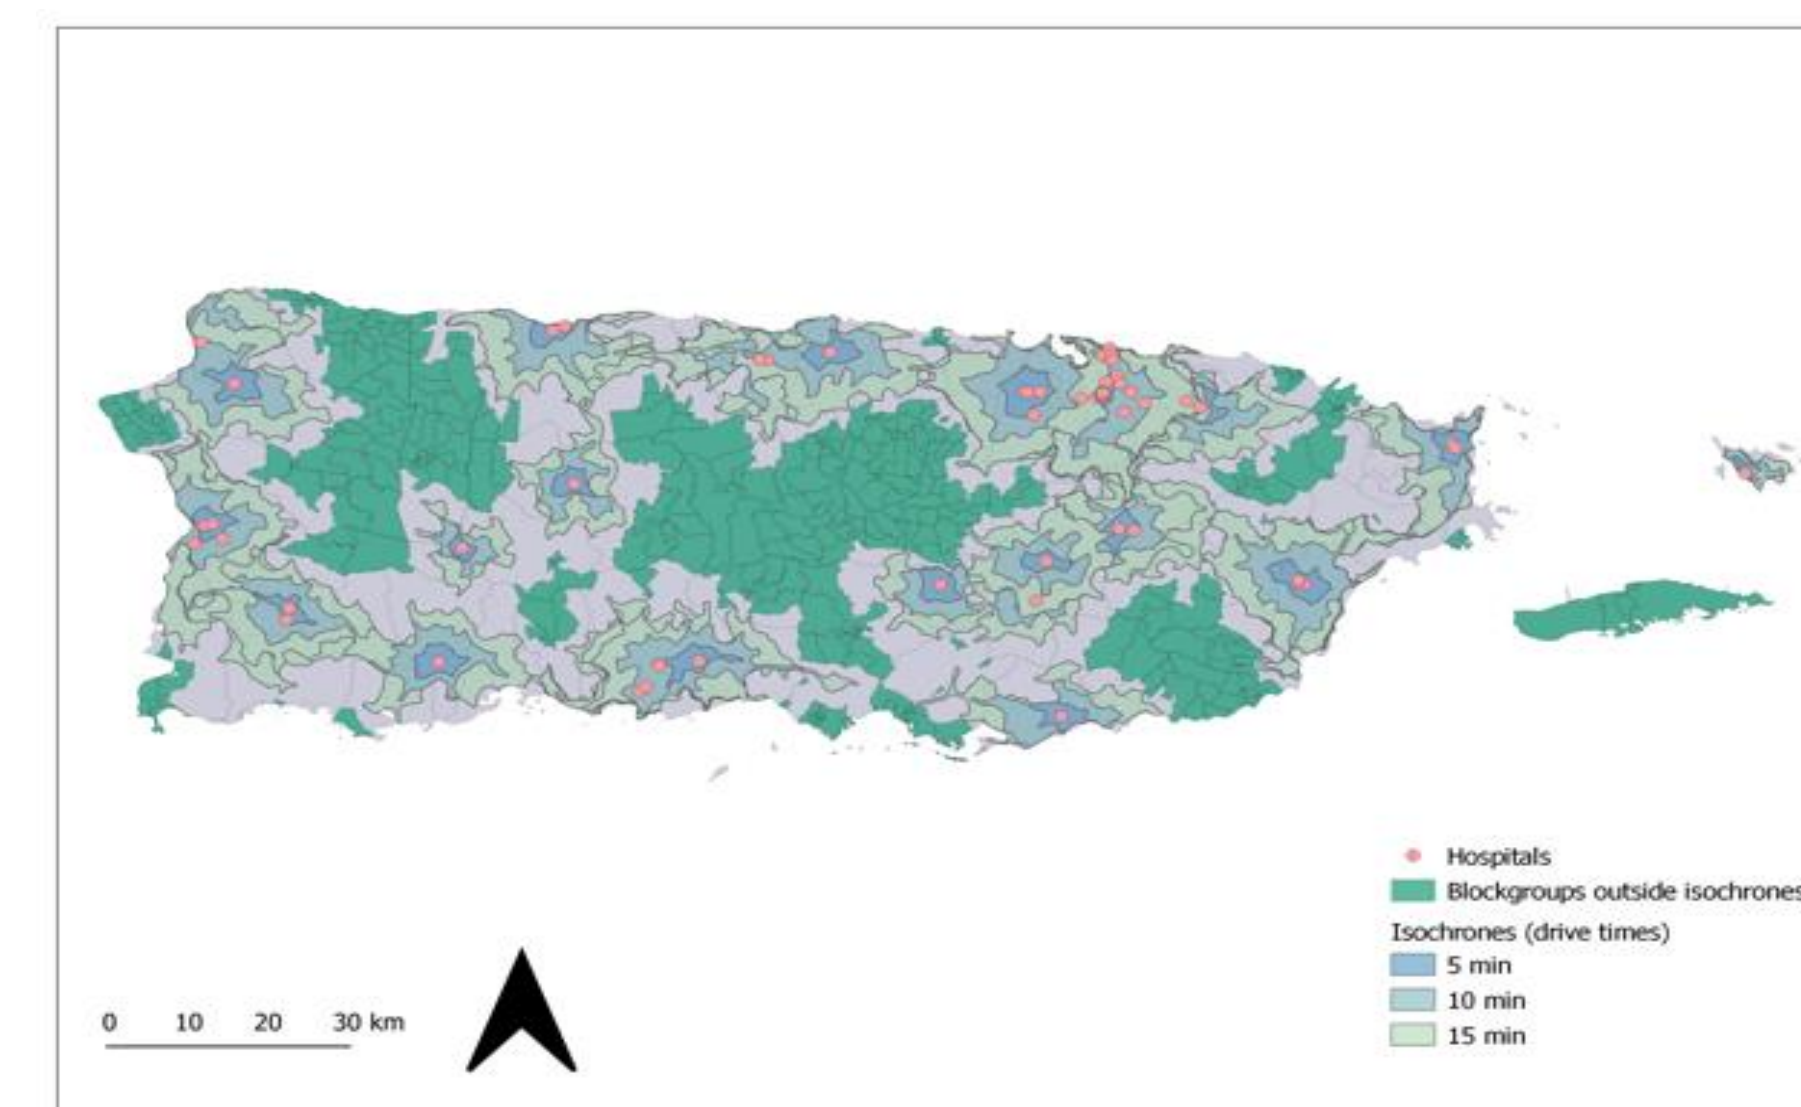 Hospitals
Blockgroups outside isochrones
Isochrones (drive times)
5 min
10 min
15 min
0 10 20 30 km